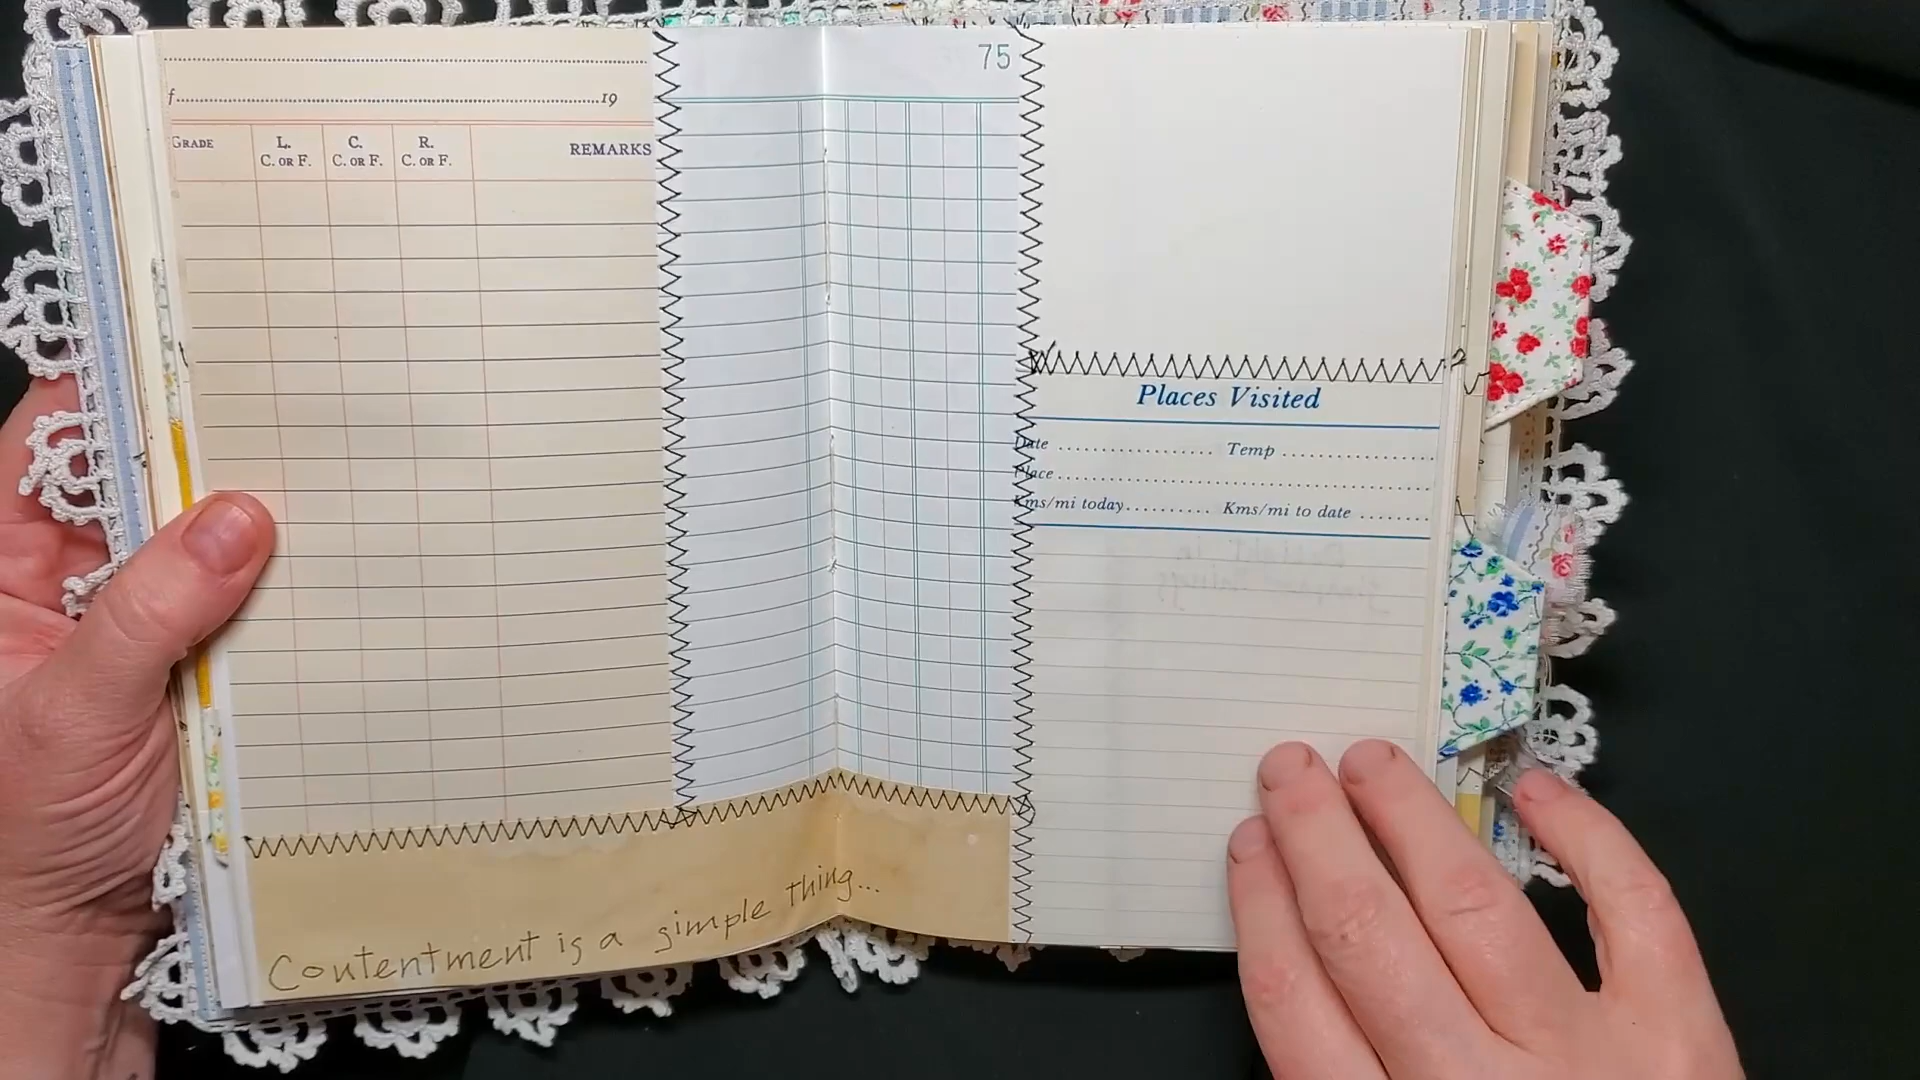 f. 19
GRADE L. C. R. REMARKS
C. OR F. C. OR F. C. OR F.
75
Places Visited
Date Temp
Place
Kms/mi today Kms/mi to date
Contentment is a simple thing...